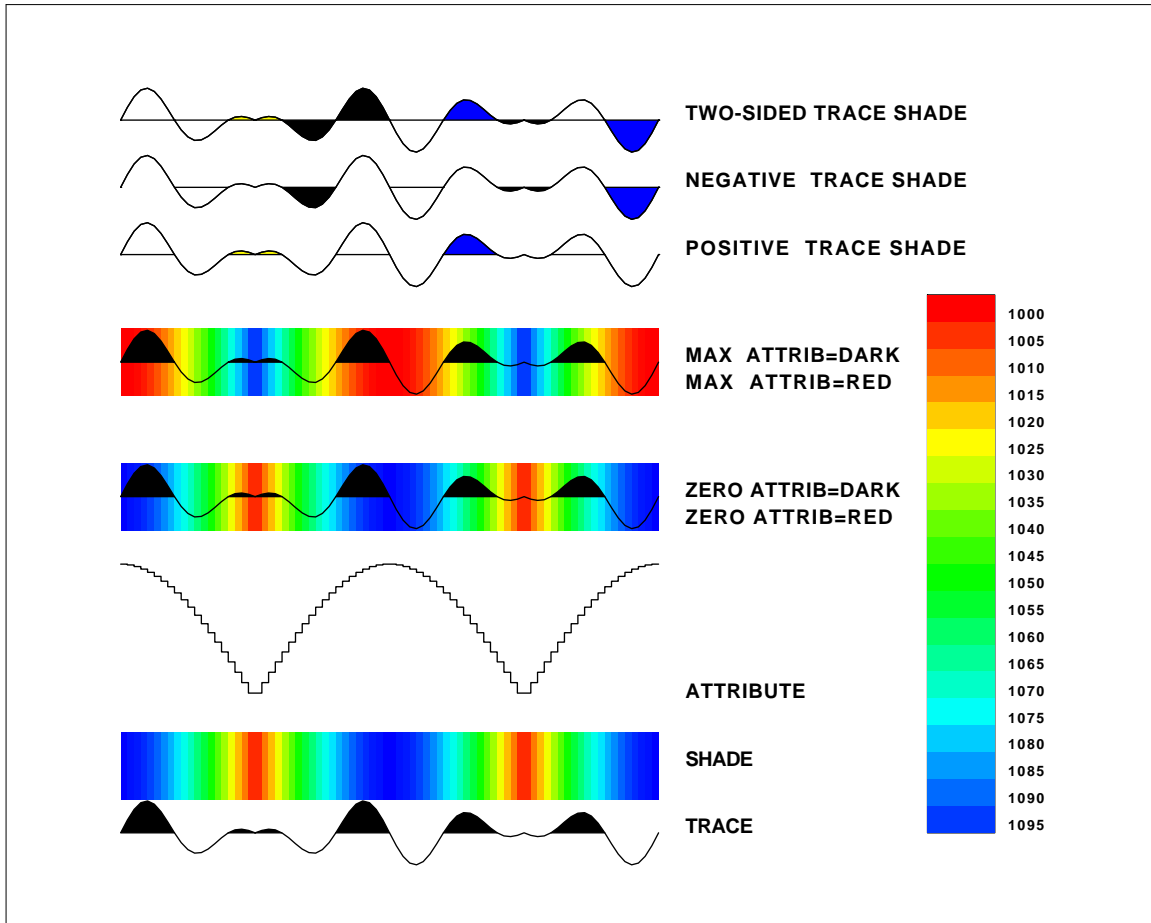 TWO-SIDED TRACE SHADE
NEGATIVE TRACE SHADE
POSITIVE TRACE SHADE
MAX ATTRIB=DARK
MAX ATTRIB=RED
ZERO ATTRIB=DARK
ZERO ATTRIB=RED
ATTRIBUTE
SHADE
TRACE
1000
1005
1010
1015
1020
1025
1030
1035
1040
1045
1050
1055
1060
1065
1070
1075
1080
1085
1090
1095